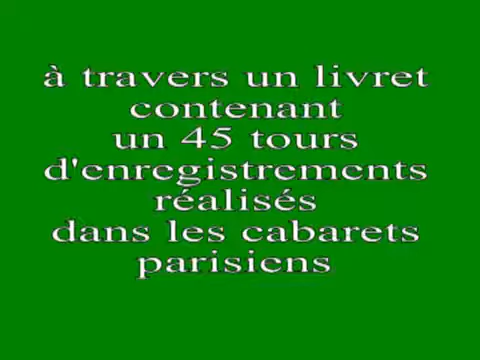 à travers un livret
contenant
un 45 tours
d'enregistrements
réalisés
dans les cabarets
parisiens